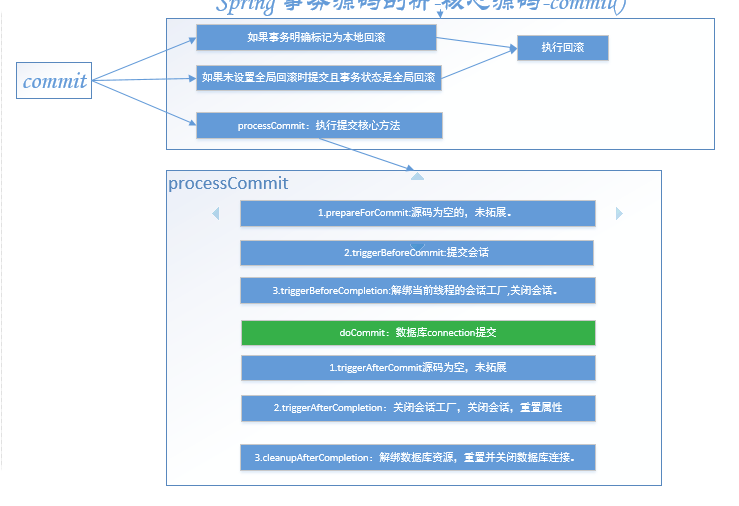 Spring 事务源码剖析-核心源码-commit()
如果事务明确标记为本地回滚
执行回滚
commit
如果未设置全局回滚时提交且事务状态是全局回滚
processCommit：执行提交核心方法
processCommit
1.prepareForCommit:源码为空的，未拓展。
2.triggerBeforeCommit:提交会话
3.triggerBeforeCompletion:解绑当前线程的会话工厂,关闭会话。
doCommit：数据库connection提交
1.triggerAfterCommit源码为空，未拓展
2.triggerAfterCompletion：关闭会话工厂，关闭会话，重置属性
3.cleanupAfterCompletion：解绑数据库资源，重置并关闭数据库连接。